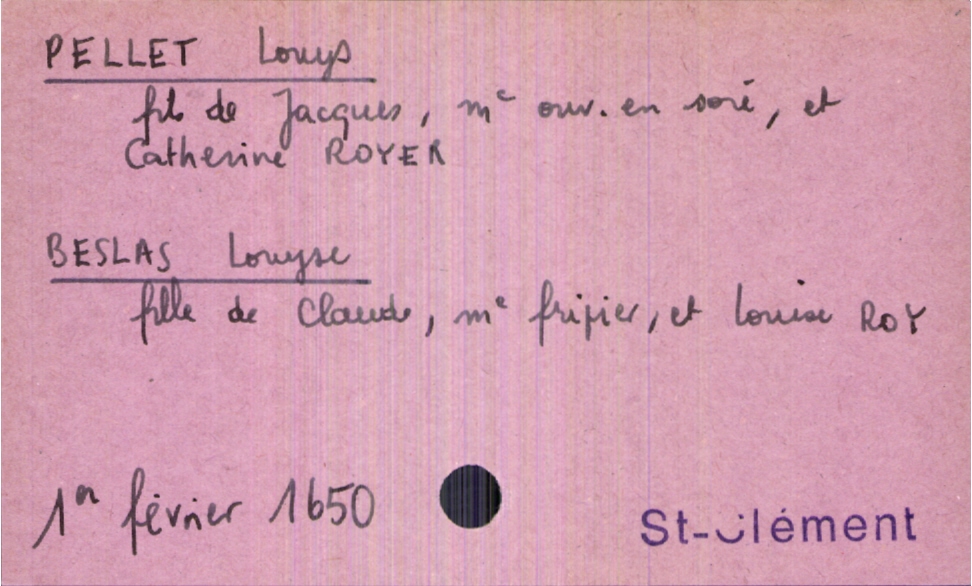 PELLET Louys
fils de Jacques, mᵉ ouv. en soié, et
Catherine ROYER
BESLAS Louyse
fille de Claude, mᵉ fripier, et Louise ROY
1er février 1650
St-Clément